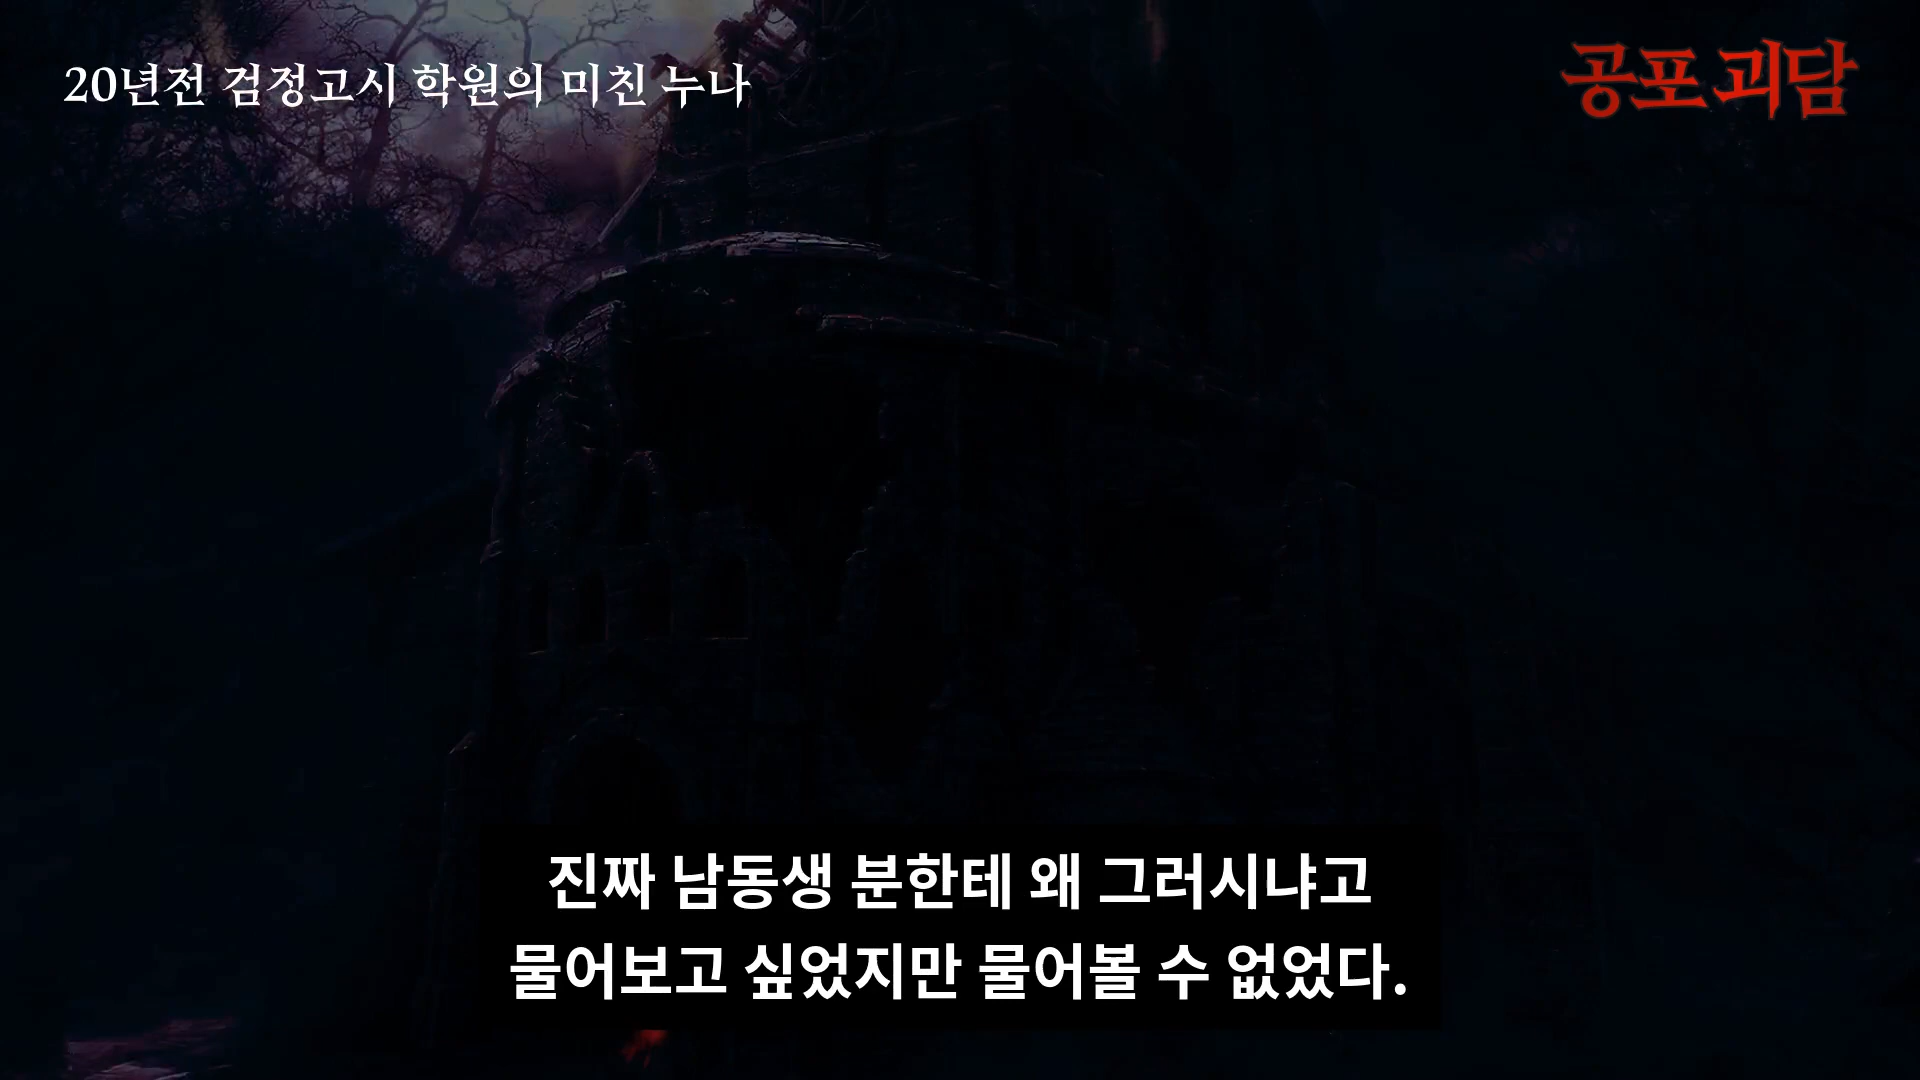 20년전 검정고시 학원의 미친 누나
공포 괴담
진짜 남동생 분한테 왜 그러시냐고
물어보고 싶었지만 물어볼 수 없었다.